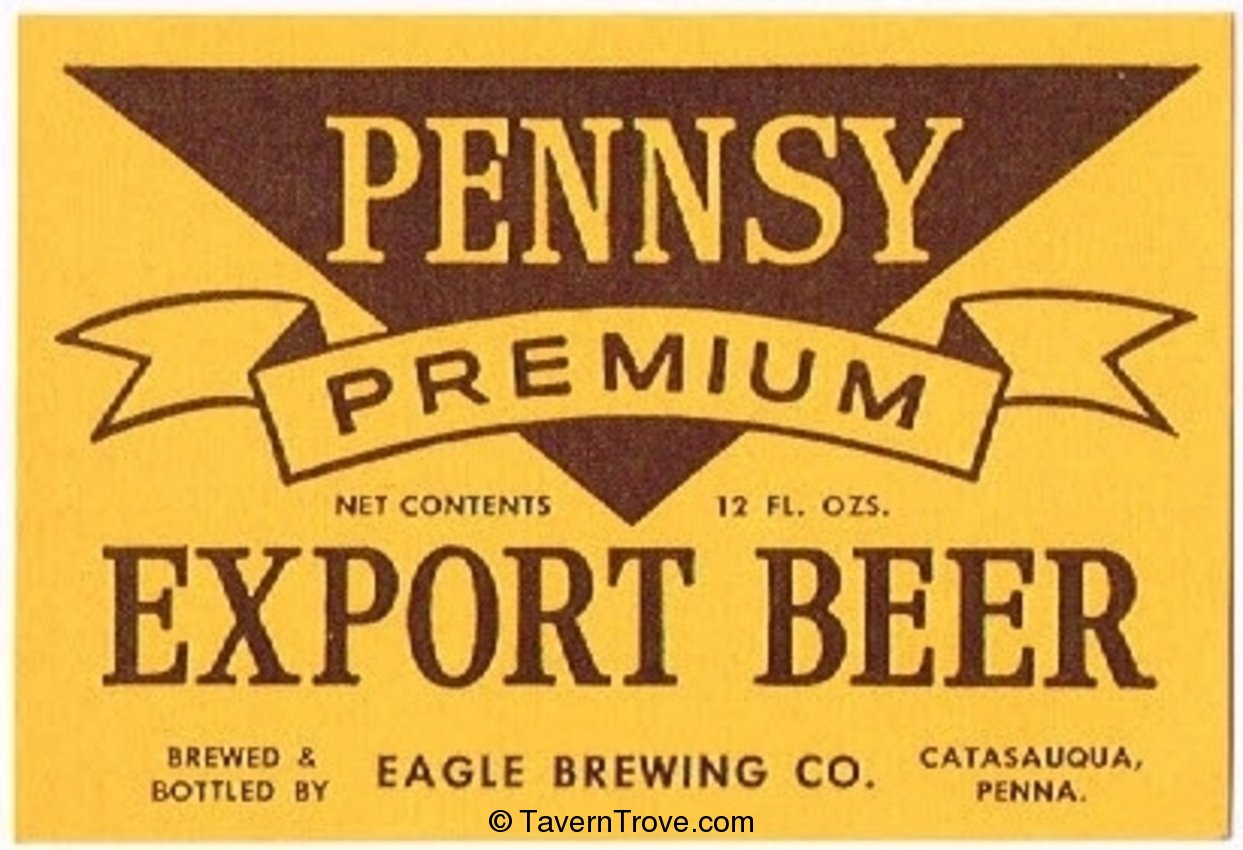 PENNSY
PREMIUM
NET CONTENTS 12 FL. OZS.
EXPORT BEER
BREWED &
BOTTLED BY
EAGLE BREWING CO.
CATASAUQUA,
PENNA.
© TavernTrove.com